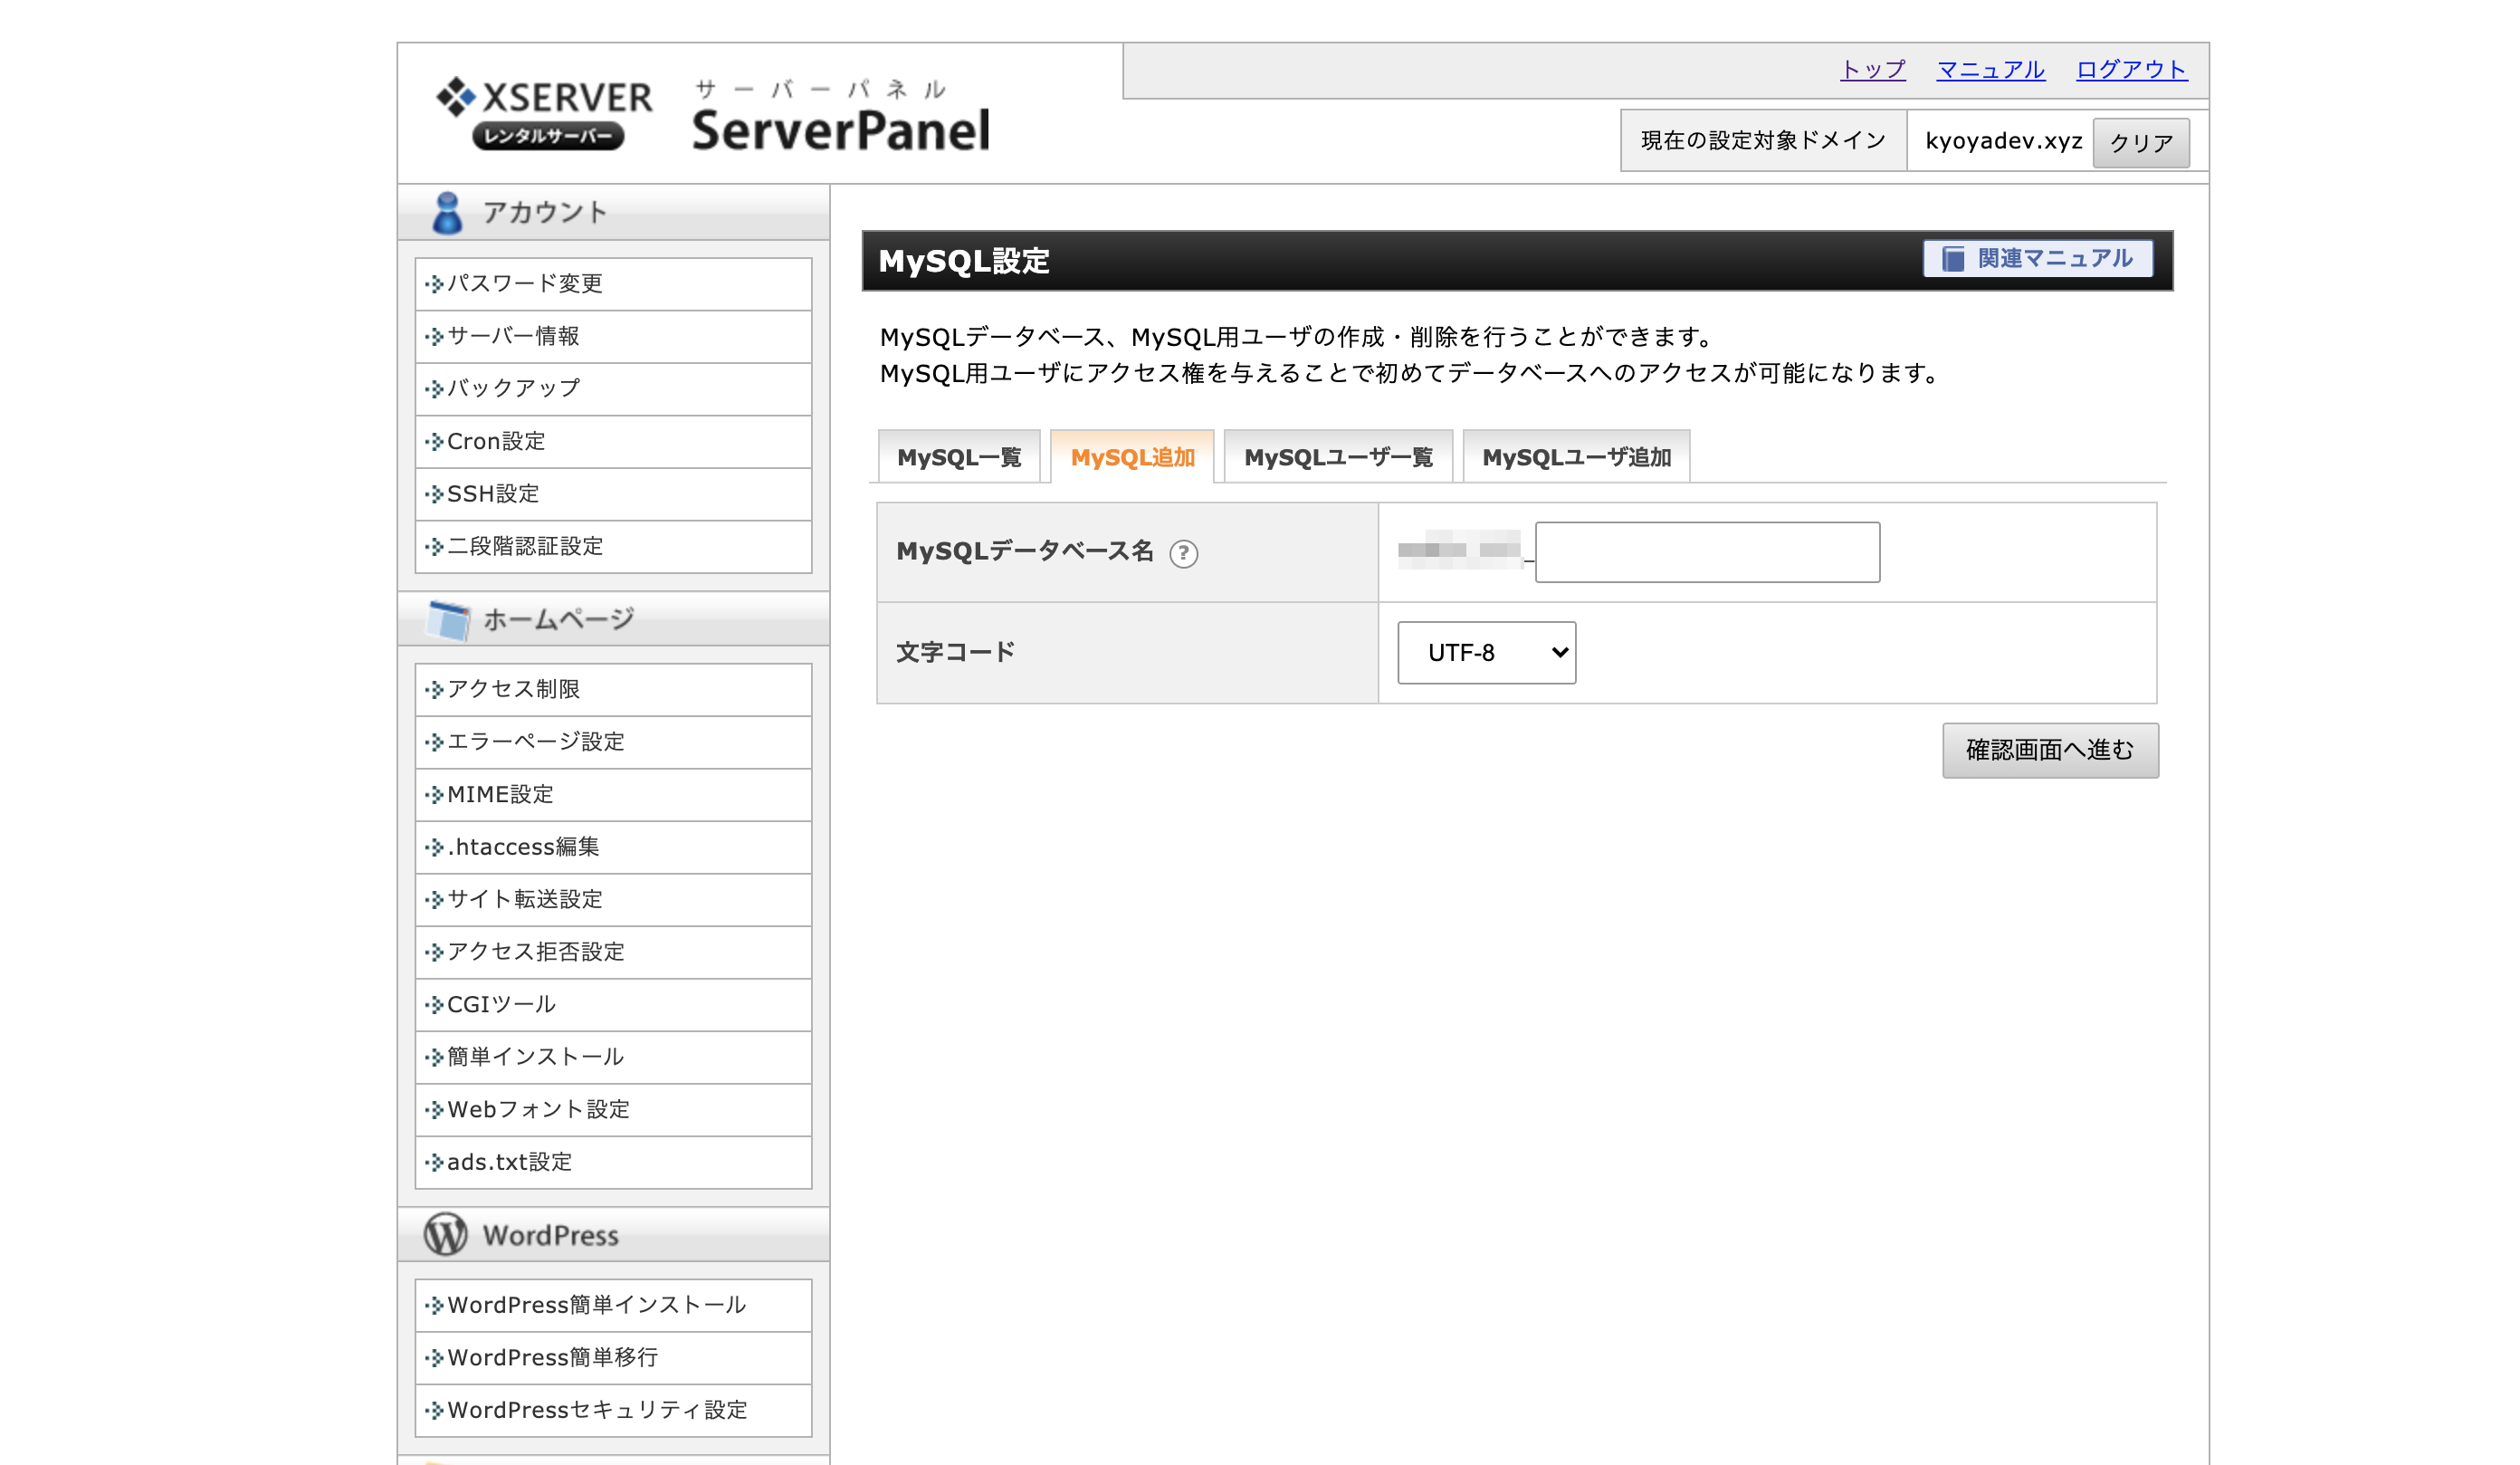 トップ マニュアル ログアウト
XSERVER
レンタルサーバー
サーバーパネル
ServerPanel
現在の設定対象ドメイン kyoyadev.xyz クリア
アカウント
パスワード変更
サーバー情報
バックアップ
Cron設定
SSH設定
二段階認証設定
ホームページ
アクセス制限
エラーページ設定
MIME設定
.htaccess編集
サイト転送設定
アクセス拒否設定
CGIツール
簡単インストール
Webフォント設定
ads.txt設定
WordPress
WordPress簡単インストール
WordPress簡単移行
WordPressセキュリティ設定
MySQL設定 関連マニュアル
MySQLデータベース、MySQL用ユーザの作成・削除を行うことができます。
MySQL用ユーザにアクセス権を与えることで初めてデータベースへのアクセスが可能になります。
MySQL一覧 MySQL追加 MySQLユーザ一覧 MySQLユーザ追加
MySQLデータベース名 ? _
文字コード UTF-8
確認画面へ進む